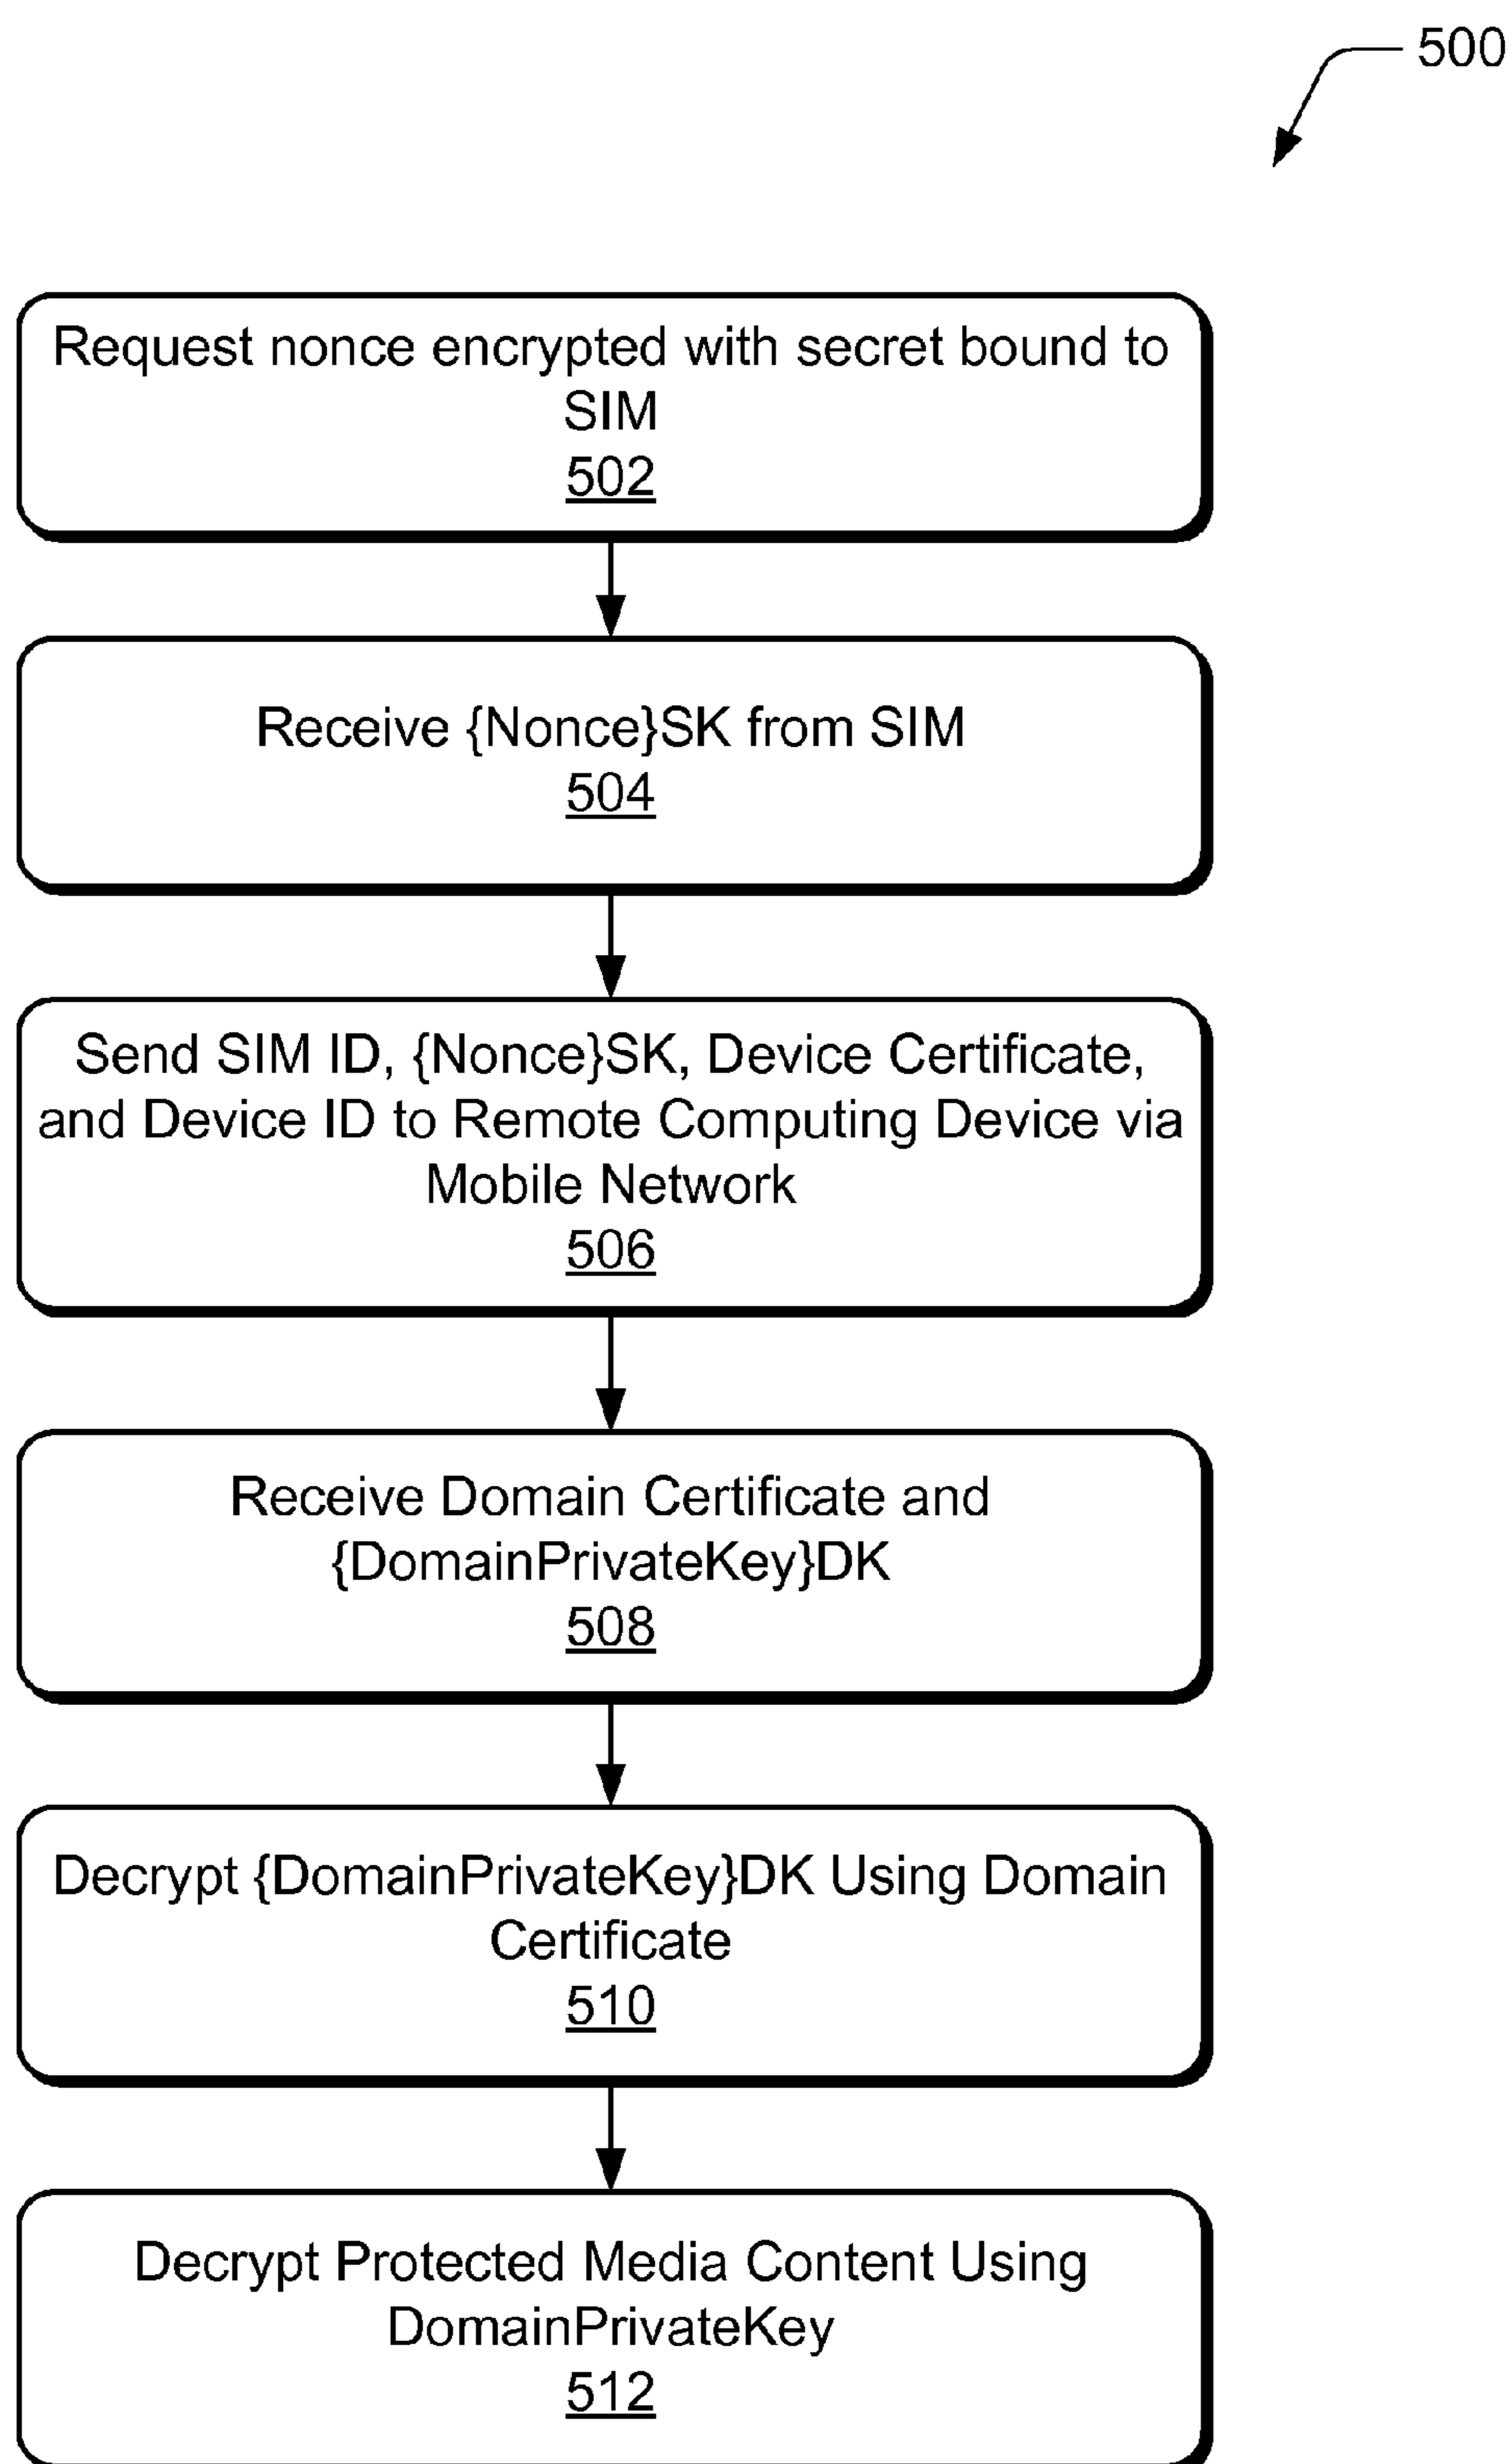 500
Request nonce encrypted with secret bound to
SIM
502
Receive {Nonce}SK from SIM
504
Send SIM ID, {Nonce}SK, Device Certificate,
and Device ID to Remote Computing Device via
Mobile Network
506
Receive Domain Certificate and
{DomainPrivateKey}DK
508
Decrypt {DomainPrivateKey}DK Using Domain
Certificate
510
Decrypt Protected Media Content Using
DomainPrivateKey
512